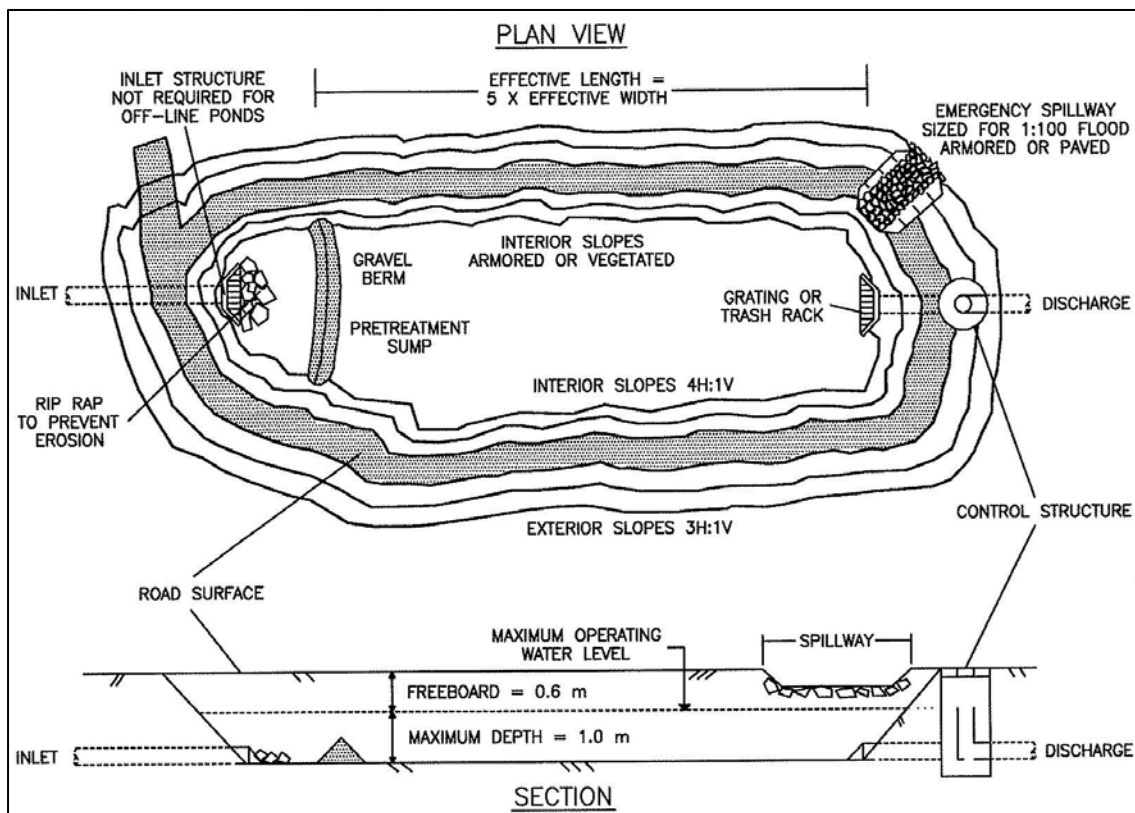 PLAN VIEW
INLET STRUCTURE
NOT REQUIRED FOR
OFF-LINE PONDS
EFFECTIVE LENGTH =
5 X EFFECTIVE WIDTH
EMERGENCY SPILLWAY
SIZED FOR 1:100 FLOOD
ARMORED OR PAVED
INTERIOR SLOPES
ARMORED OR VEGETATED
GRAVEL
BERM
INLET
GRATING OR
TRASH RACK
DISCHARGE
PRETREATMENT
SUMP
INTERIOR SLOPES 4H:1V
RIP RAP
TO PREVENT
EROSION
EXTERIOR SLOPES 3H:1V
CONTROL STRUCTURE
ROAD SURFACE
MAXIMUM OPERATING
WATER LEVEL
SPILLWAY
FREEBOARD = 0.6 m
MAXIMUM DEPTH = 1.0 m
INLET
DISCHARGE
SECTION